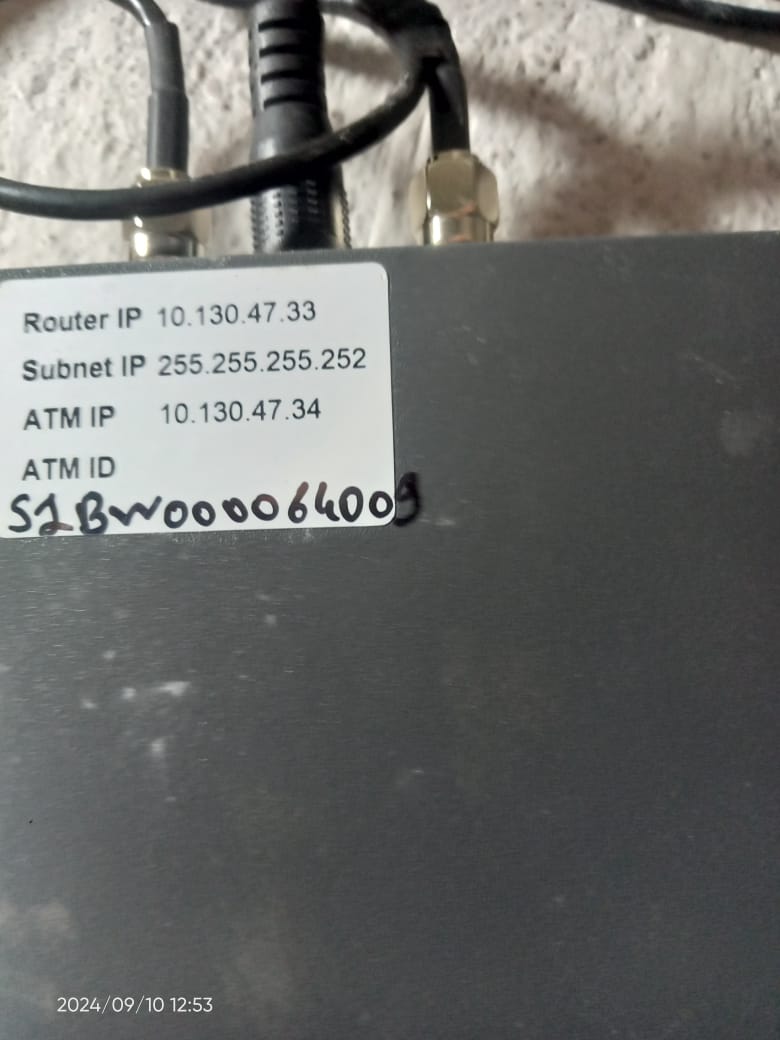 Router IP 10.130.47.33
Subnet IP 255.255.255.252
ATM IP 10.130.47.34
ATM ID
S1BW000064009
2024/09/10 12:53